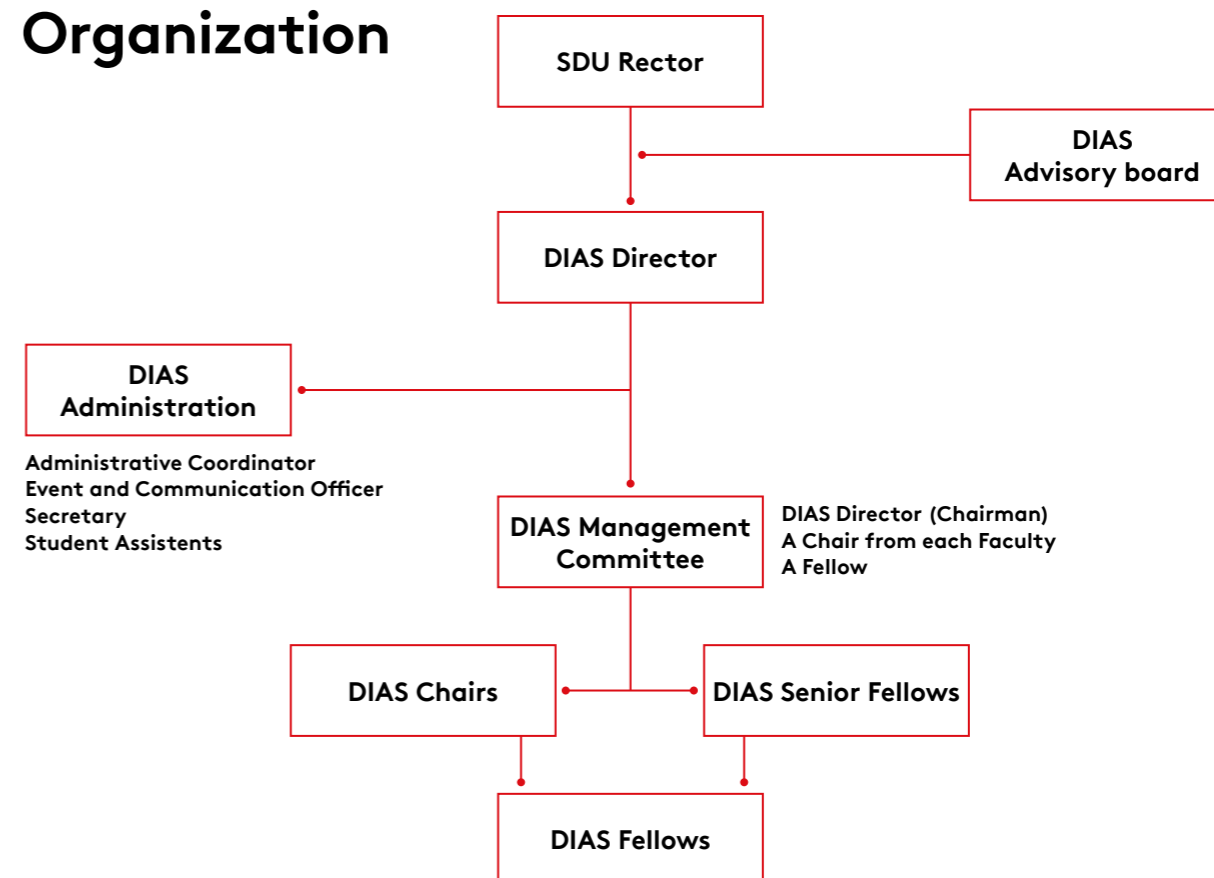 Organization
SDU Rector
DIAS
Advisory board
DIAS Director
DIAS
Administration
Administrative Coordinator
Event and Communication Officer
Secretary
Student Assistents
DIAS Management
Committee
DIAS Director (Chairman)
A Chair from each Faculty
A Fellow
DIAS Chairs
DIAS Senior Fellows
DIAS Fellows